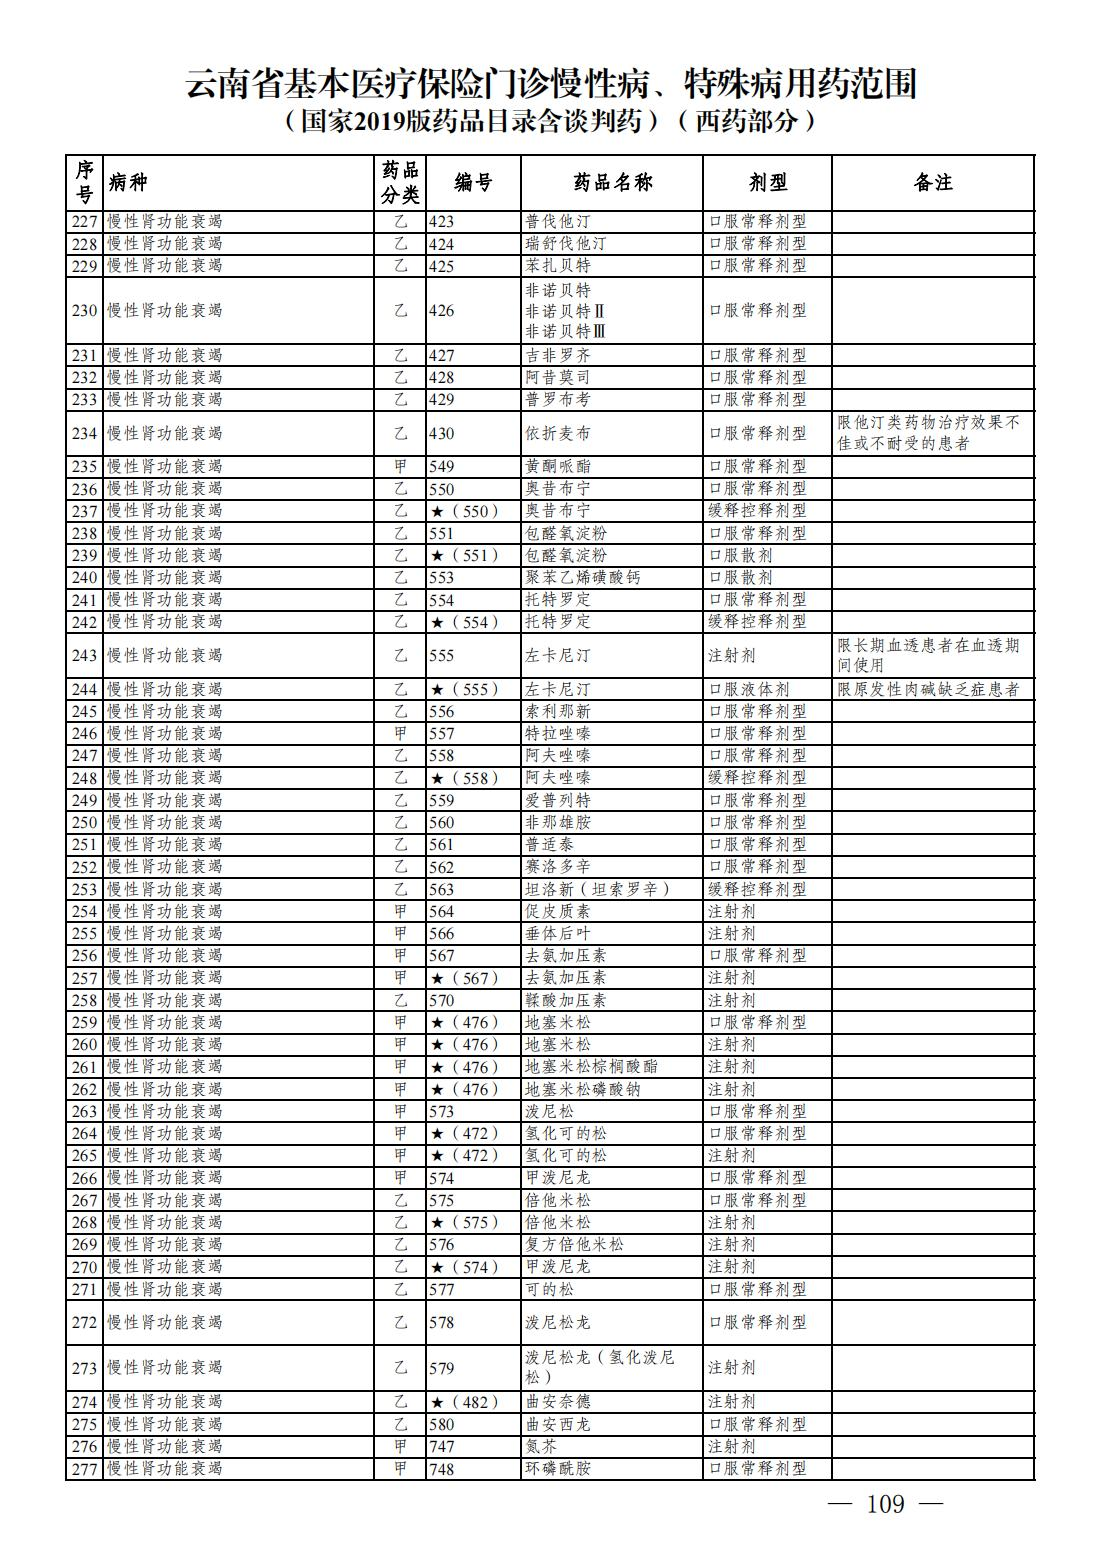 云南省基本医疗保险门诊慢性病、特殊病用药范围
（国家2019版药品目录含谈判药）（西药部分）
序号 病种 药品分类 编号 药品名称 剂型 备注
227 慢性肾功能衰竭 乙 423 普伐他汀 口服常释剂型
228 慢性肾功能衰竭 乙 424 瑞舒伐他汀 口服常释剂型
229 慢性肾功能衰竭 乙 425 苯扎贝特 口服常释剂型
230 慢性肾功能衰竭 乙 426 非诺贝特 非诺贝特Ⅱ 非诺贝特Ⅲ 口服常释剂型
231 慢性肾功能衰竭 乙 427 吉非罗齐 口服常释剂型
232 慢性肾功能衰竭 乙 428 阿昔莫司 口服常释剂型
233 慢性肾功能衰竭 乙 429 普罗布考 口服常释剂型
234 慢性肾功能衰竭 乙 430 依折麦布 口服常释剂型 限他汀类药物治疗效果不佳或不耐受的患者
235 慢性肾功能衰竭 甲 549 黄酮哌酯 口服常释剂型
236 慢性肾功能衰竭 乙 550 奥昔布宁 口服常释剂型
237 慢性肾功能衰竭 乙 ★（550） 奥昔布宁 缓释控释剂型
238 慢性肾功能衰竭 乙 551 包醛氧淀粉 口服常释剂型
239 慢性肾功能衰竭 乙 ★（551） 包醛氧淀粉 口服散剂
240 慢性肾功能衰竭 乙 553 聚苯乙烯磺酸钙 口服散剂
241 慢性肾功能衰竭 乙 554 托特罗定 口服常释剂型
242 慢性肾功能衰竭 乙 ★（554） 托特罗定 缓释控释剂型
243 慢性肾功能衰竭 乙 555 左卡尼汀 注射剂 限长期血透患者在血透期间使用
244 慢性肾功能衰竭 乙 ★（555） 左卡尼汀 口服液体剂 限原发性肉碱缺乏症患者
245 慢性肾功能衰竭 乙 556 索利那新 口服常释剂型
246 慢性肾功能衰竭 甲 557 特拉唑嗪 口服常释剂型
247 慢性肾功能衰竭 乙 558 阿夫唑嗪 口服常释剂型
248 慢性肾功能衰竭 乙 ★（558） 阿夫唑嗪 缓释控释剂型
249 慢性肾功能衰竭 乙 559 爱普列特 口服常释剂型
250 慢性肾功能衰竭 乙 560 非那雄胺 口服常释剂型
251 慢性肾功能衰竭 乙 561 普适泰 口服常释剂型
252 慢性肾功能衰竭 乙 562 赛洛多辛 口服常释剂型
253 慢性肾功能衰竭 乙 563 坦洛新（坦索罗辛） 缓释控释剂型
254 慢性肾功能衰竭 甲 564 促皮质素 注射剂
255 慢性肾功能衰竭 甲 566 垂体后叶 注射剂
256 慢性肾功能衰竭 甲 567 去氨加压素 口服常释剂型
257 慢性肾功能衰竭 甲 ★（567） 去氨加压素 注射剂
258 慢性肾功能衰竭 乙 570 鞣酸加压素 注射剂
259 慢性肾功能衰竭 甲 ★（476） 地塞米松 口服常释剂型
260 慢性肾功能衰竭 甲 ★（476） 地塞米松 注射剂
261 慢性肾功能衰竭 甲 ★（476） 地塞米松棕榈酸酯 注射剂
262 慢性肾功能衰竭 甲 ★（476） 地塞米松磷酸钠 注射剂
263 慢性肾功能衰竭 甲 573 泼尼松 口服常释剂型
264 慢性肾功能衰竭 甲 ★（472） 氢化可的松 口服常释剂型
265 慢性肾功能衰竭 甲 ★（472） 氢化可的松 注射剂
266 慢性肾功能衰竭 甲 574 甲泼尼龙 口服常释剂型
267 慢性肾功能衰竭 乙 575 倍他米松 口服常释剂型
268 慢性肾功能衰竭 乙 ★（575） 倍他米松 注射剂
269 慢性肾功能衰竭 乙 576 复方倍他米松 注射剂
270 慢性肾功能衰竭 乙 ★（574） 甲泼尼龙 注射剂
271 慢性肾功能衰竭 乙 577 可的松 口服常释剂型
272 慢性肾功能衰竭 乙 578 泼尼松龙 口服常释剂型
273 慢性肾功能衰竭 乙 579 泼尼松龙（氢化泼尼松） 注射剂
274 慢性肾功能衰竭 乙 ★（482） 曲安奈德 注射剂
275 慢性肾功能衰竭 乙 580 曲安西龙 口服常释剂型
276 慢性肾功能衰竭 甲 747 氮芥 注射剂
277 慢性肾功能衰竭 甲 748 环磷酰胺 口服常释剂型
— 109 —